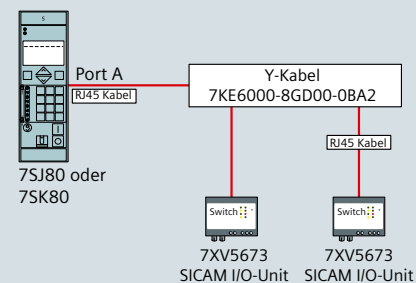 S
Port A
RJ45 Kabel
Y-Kabel
7KE6000-8GD00-0BA2
RJ45 Kabel
7SJ80 oder
7SK80
Switch
Switch
7XV5673
SICAM I/O-Unit
7XV5673
SICAM I/O-Unit